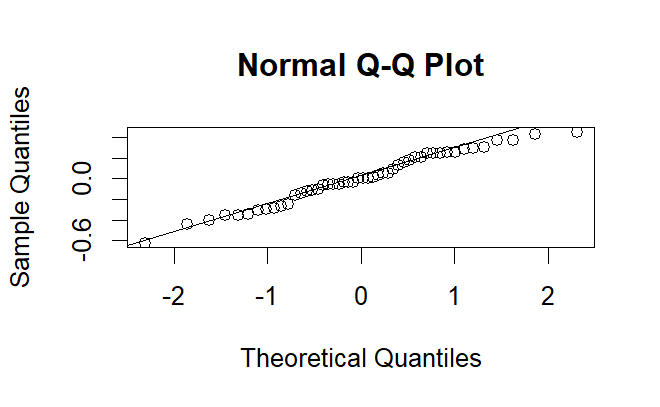 Normal Q-Q Plot
Sample Quantiles
0.0
-0.6
-2 -1 0 1 2
Theoretical Quantiles